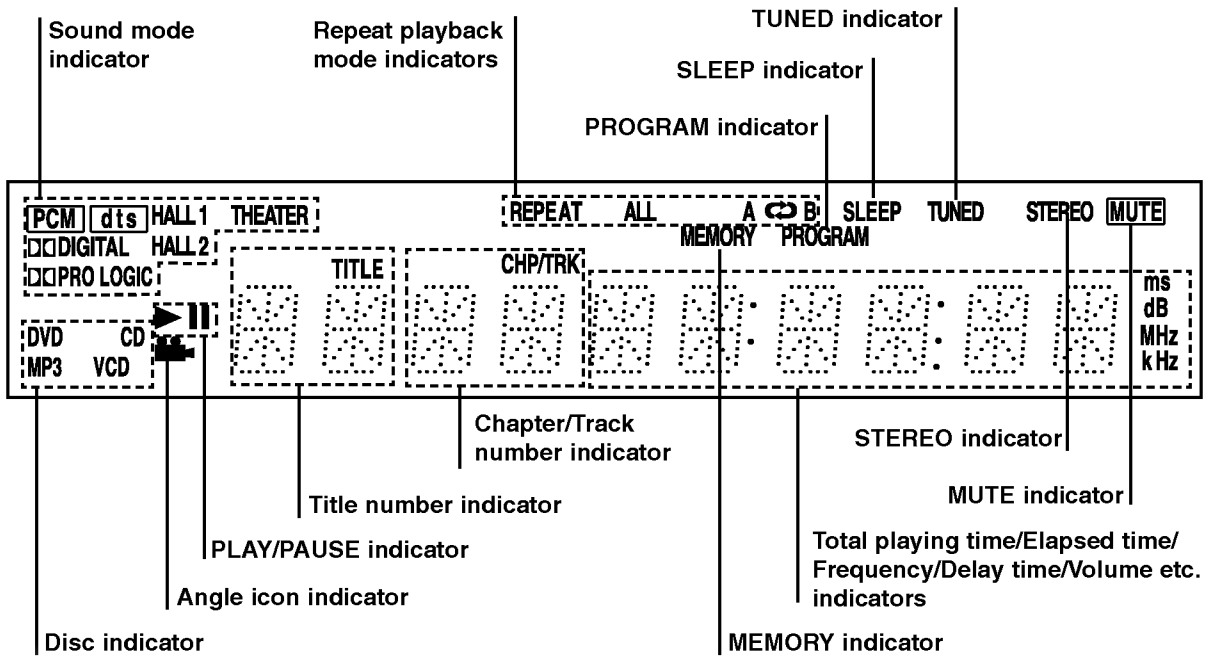 TUNED indicator
Sound mode
indicator
Repeat playback
mode indicators
SLEEP indicator
PROGRAM indicator
PCM dts HALL 1 THEATER
REPEAT ALL A B SLEEP TUNED STEREO MUTE
MEMORY PROGRAM
DIGITAL HALL 2
PRO LOGIC
TITLE
CHP/TRK
ms
dB
MHz
kHz
DVD CD
MP3 VCD
Chapter/Track
number indicator
STEREO indicator
Title number indicator
MUTE indicator
PLAY/PAUSE indicator
Total playing time/Elapsed time/
Frequency/Delay time/Volume etc.
indicators
Angle icon indicator
Disc indicator
MEMORY indicator